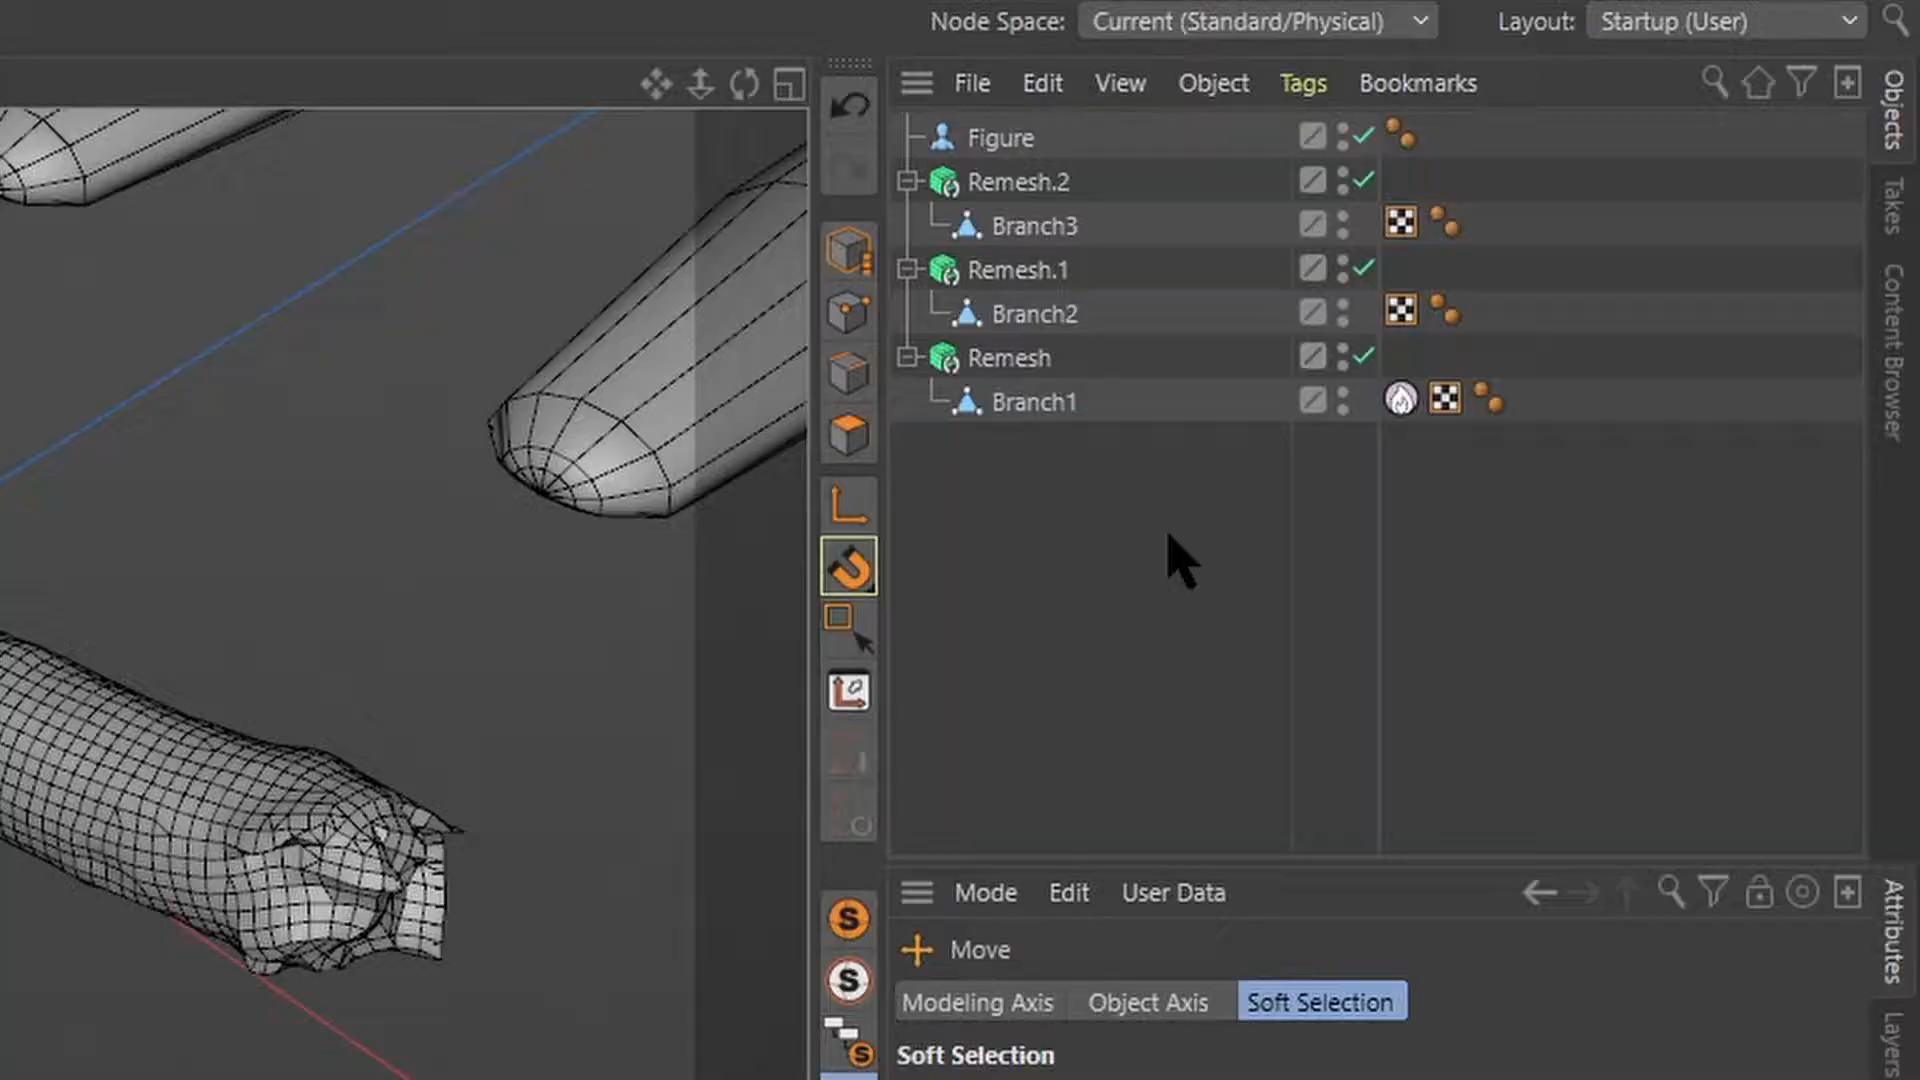 Node Space: Current (Standard/Physical) Layout: Startup (User)
File Edit View Object Tags Bookmarks
Objects
Takes
Content Browser
Figure
Remesh.2
Branch3
Remesh.1
Branch2
Remesh
Branch1
S
S
S
Mode Edit User Data
Attributes
Layers
Move
Modeling Axis Object Axis Soft Selection
Soft Selection